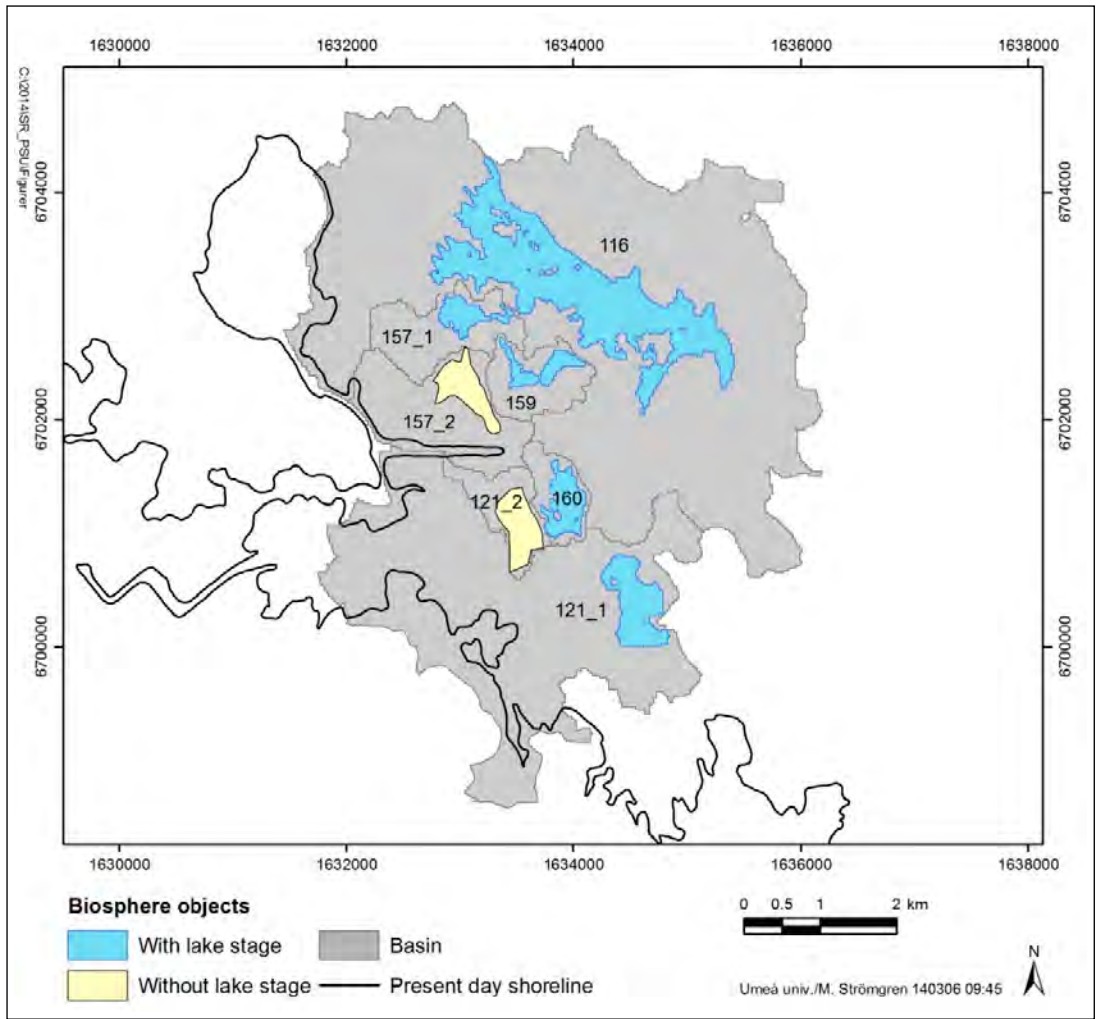 1630000 1632000 1634000 1636000 1638000
C:\2014\SR_PSU\Figurer
6704000 6704000
116
157_1
159
6702000 6702000
157_2
121_2 160
121_1
6700000 6700000
1630000 1632000 1634000 1636000 1638000
Biosphere objects
0 0.5 1 2 km
With lake stage Basin
Without lake stage Present day shoreline
N
Umeå univ./M. Strömgren 140306 09:45